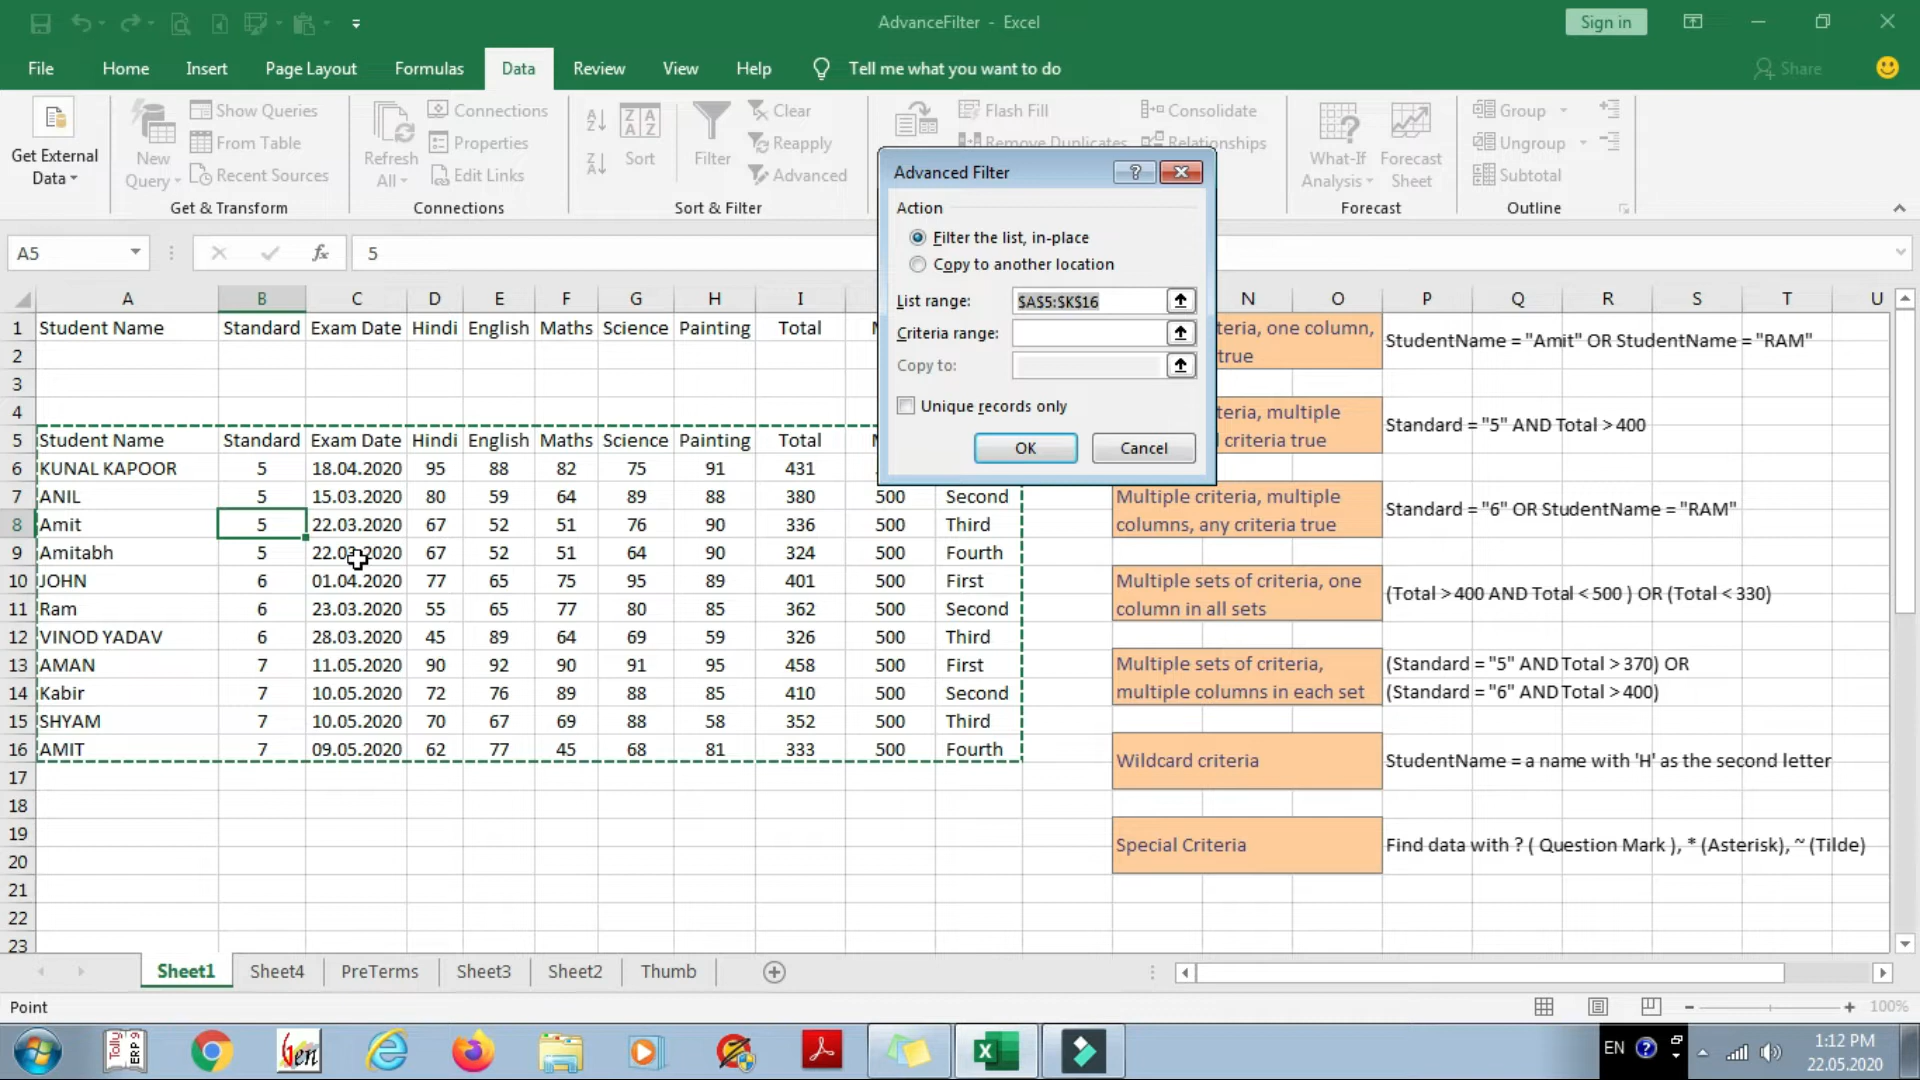 AdvanceFilter - Excel
Sign in
File Home Insert Page Layout Formulas Data Review View Help Tell me what you want to do Share
Get External Data
New Query
Show Queries
From Table
Recent Sources
Get & Transform
Refresh All
Connections
Properties
Edit Links
Connections
Sort
Filter
Clear
Reapply
Advanced
Sort & Filter
Flash Fill
Remove Duplicates
Consolidate
Relationships
What-If Analysis
Forecast Sheet
Forecast
Group
Ungroup
Subtotal
Outline
A5 fx 5
Advanced Filter
Action
Filter the list, in-place
Copy to another location
List range: $A$5:$K$16
Criteria range:
Copy to:
Unique records only
OK Cancel
A B C D E F G H I N O P Q R S T U
1 Student Name Standard Exam Date Hindi English Maths Science Painting Total
2
3
4
5 Student Name Standard Exam Date Hindi English Maths Science Painting Total
6 KUNAL KAPOOR 5 18.04.2020 95 88 82 75 91 431
7 ANIL 5 15.03.2020 80 59 64 89 88 380 500 Second
8 Amit 5 22.03.2020 67 52 51 76 90 336 500 Third
9 Amitabh 5 22.03.2020 67 52 51 64 90 324 500 Fourth
10 JOHN 6 01.04.2020 77 65 75 95 89 401 500 First
11 Ram 6 23.03.2020 55 65 77 80 85 362 500 Second
12 VINOD YADAV 6 28.03.2020 45 89 64 69 59 326 500 Third
13 AMAN 7 11.05.2020 90 92 90 91 95 458 500 First
14 Kabir 7 10.05.2020 72 76 89 88 85 410 500 Second
15 SHYAM 7 10.05.2020 70 67 69 88 58 352 500 Third
16 AMIT 7 09.05.2020 62 77 45 68 81 333 500 Fourth
17
18
19
20
21
22
23
criteria, one column,
true
StudentName = "Amit" OR StudentName = "RAM"
criteria, multiple
criteria true
Standard = "5" AND Total > 400
Multiple criteria, multiple
columns, any criteria true
Standard = "6" OR StudentName = "RAM"
Multiple sets of criteria, one
column in all sets
(Total > 400 AND Total < 500 ) OR (Total < 330)
Multiple sets of criteria,
multiple columns in each set
(Standard = "5" AND Total > 370) OR
(Standard = "6" AND Total > 400)
Wildcard criteria
StudentName = a name with 'H' as the second letter
Special Criteria
Find data with ? ( Question Mark ), * (Asterisk), ~ (Tilde)
Sheet1 Sheet4 PreTerms Sheet3 Sheet2 Thumb
Point
100%
Tally ERP 9
Gen
EN
1:12 PM
22.05.2020